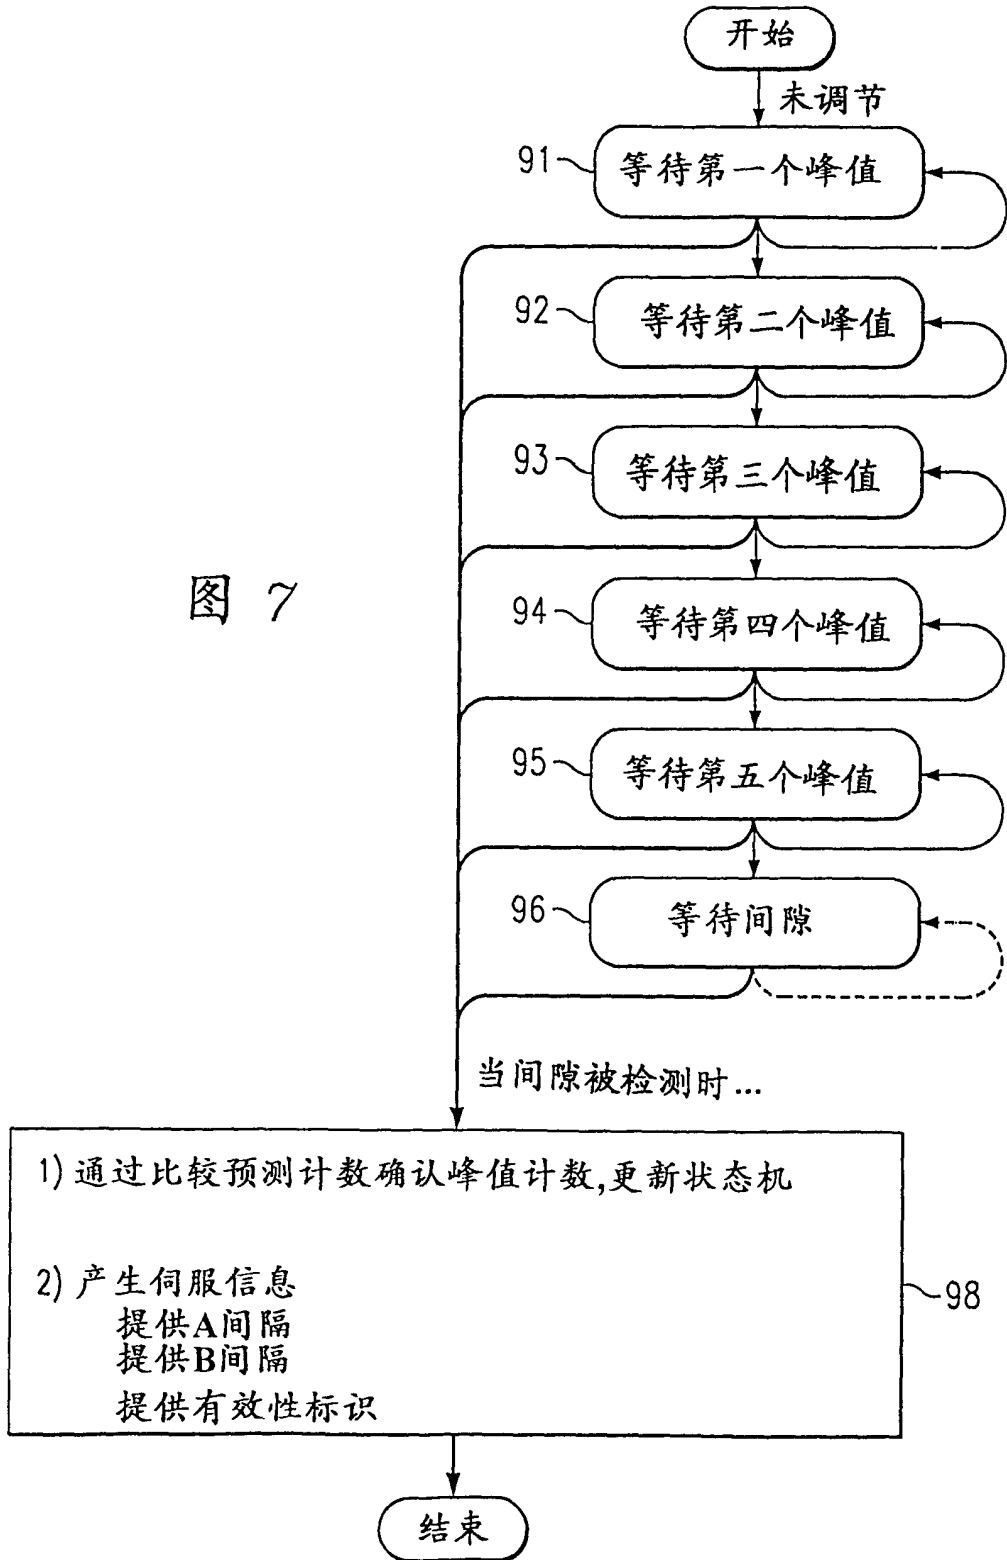 开始
未调节
91
等待第一个峰值
92
等待第二个峰值
93
等待第三个峰值
图 7
94
等待第四个峰值
95
等待第五个峰值
96
等待间隙
当间隙被检测时...
1) 通过比较预测计数确认峰值计数,更新状态机
2) 产生伺服信息
提供A间隔
提供B间隔
提供有效性标识
98
结束